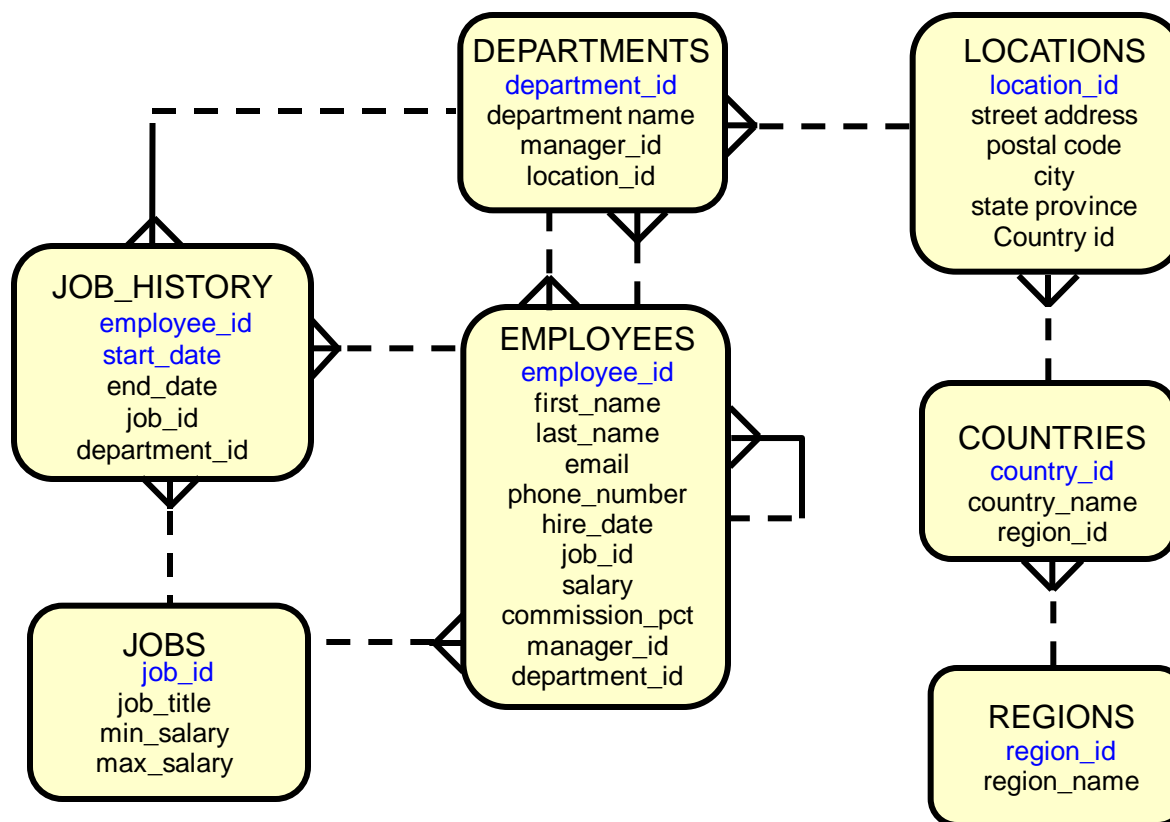 DEPARTMENTS
department_id
department name
manager_id
location_id
LOCATIONS
location_id
street address
postal code
city
state province
Country id
JOB_HISTORY
employee_id
start_date
end_date
job_id
department_id
EMPLOYEES
employee_id
first_name
last_name
email
phone_number
hire_date
job_id
salary
commission_pct
manager_id
department_id
COUNTRIES
country_id
country_name
region_id
JOBS
job_id
job_title
min_salary
max_salary
REGIONS
region_id
region_name